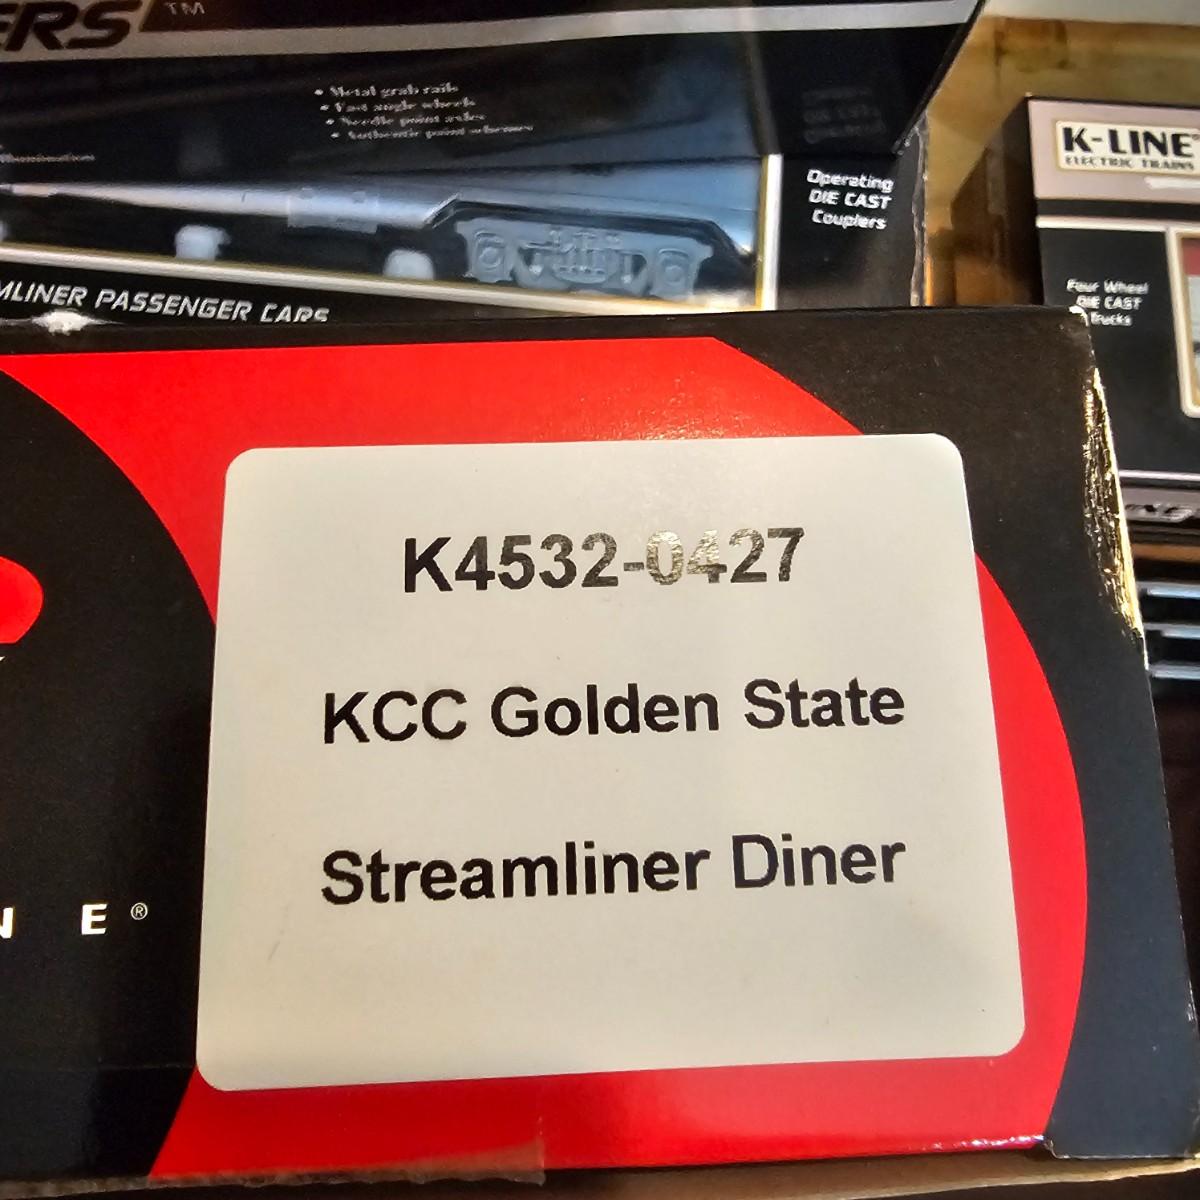 ERS™
• Metal grab rails
• Fast angle wheels
• Needle point axles
• Authentic paint schemes
Operating
DIE CAST
Couplers
MLINER PASSENGER CARS
K-LINE®
ELECTRIC TRAINS
Four Wheel
DIE CAST
Trucks
K4532-0427
KCC Golden State
Streamliner Diner
N E®